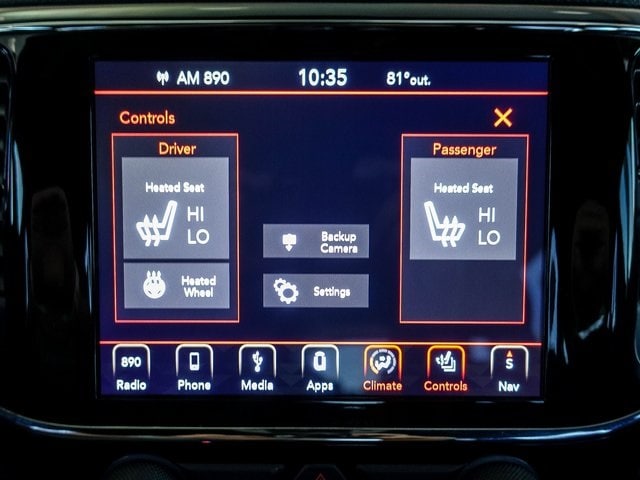 AM 890 10:35 81°out.
Controls
Driver
Passenger
Heated Seat
HI
LO
Heated Wheel
Backup Camera
Settings
Heated Seat
HI
LO
890 S
Radio Phone Media Apps Climate Controls Nav